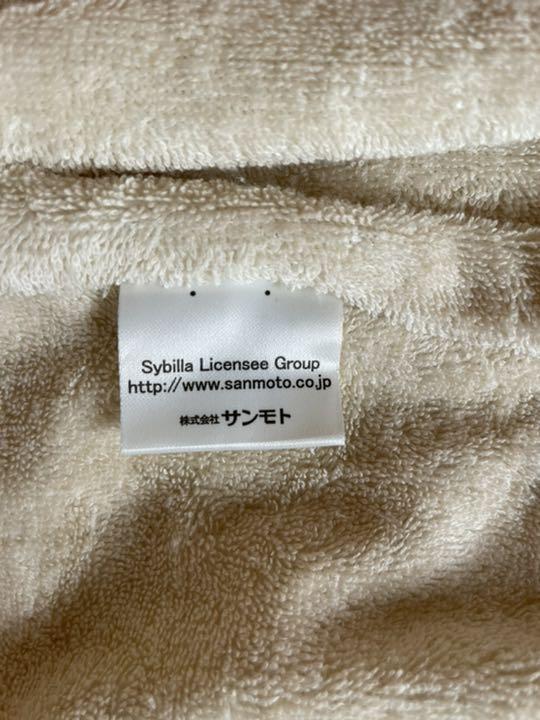 Sybilla Licensee Group
http://www.sanmoto.co.jp
株式会社サンモト